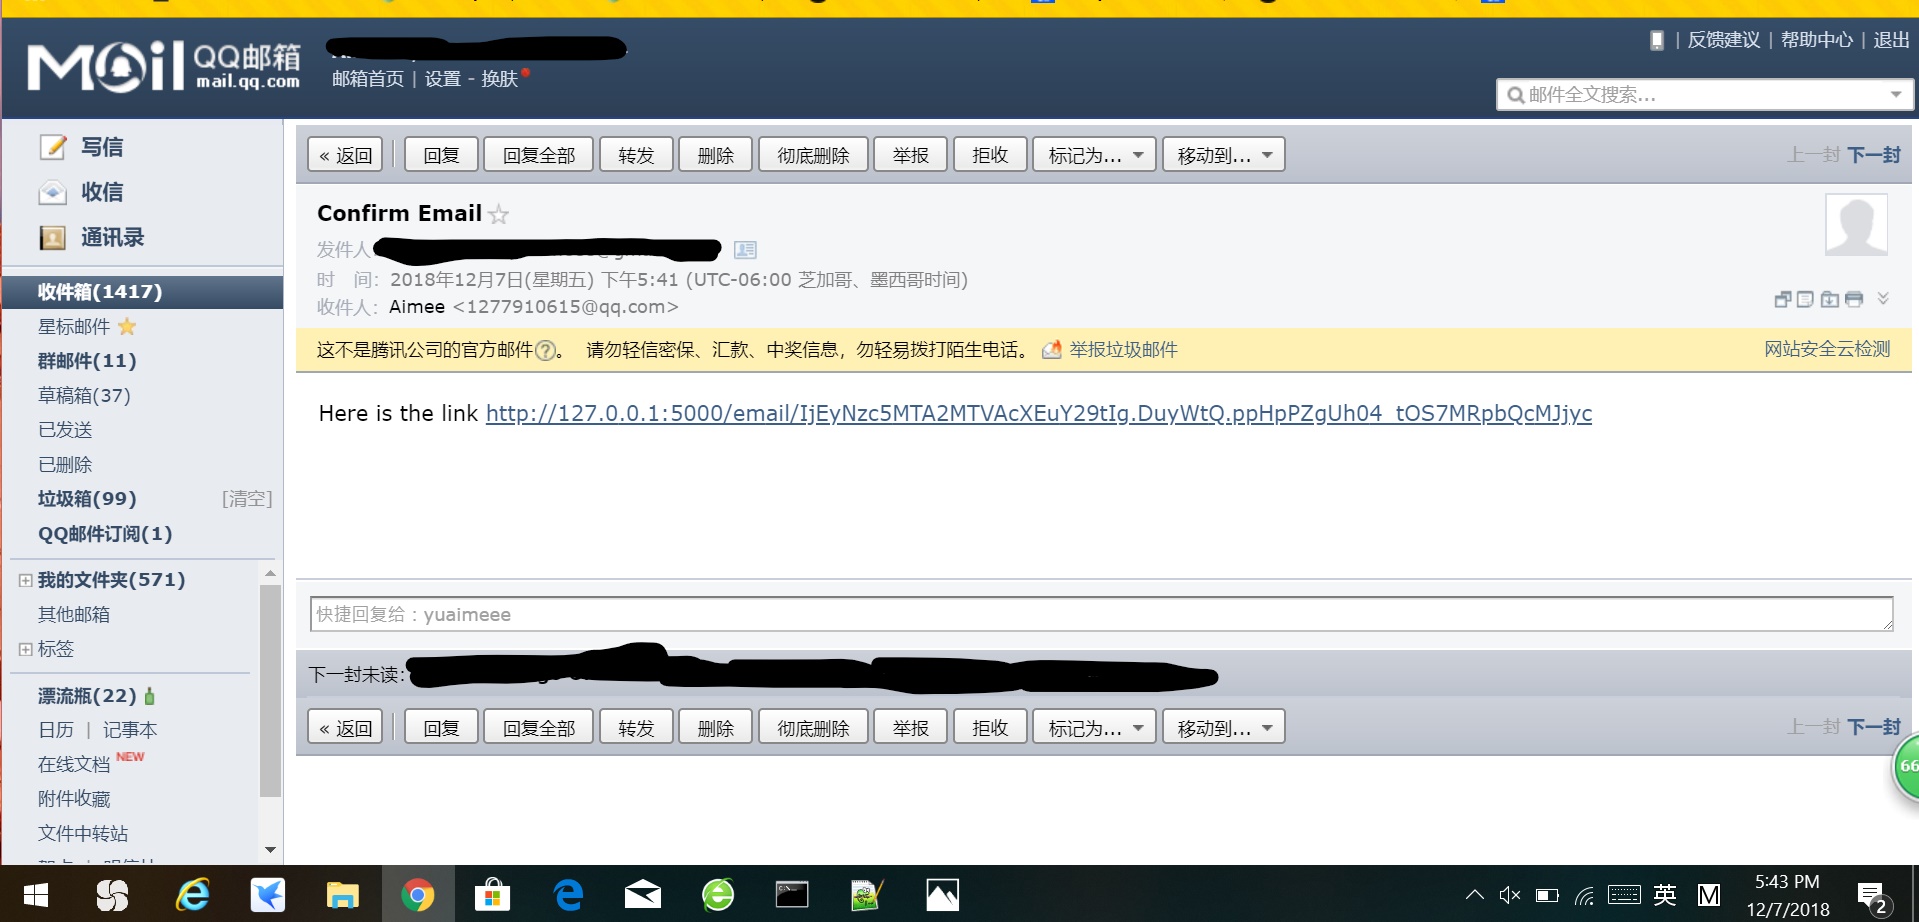 Mail QQ邮箱
mail.qq.com
邮箱首页 | 设置 - 换肤
| 反馈建议 | 帮助中心 | 退出
邮件全文搜索...
写信
收信
通讯录
收件箱(1417)
星标邮件
群邮件(11)
草稿箱(37)
已发送
已删除
垃圾箱(99) [清空]
QQ邮件订阅(1)
我的文件夹(571)
其他邮箱
标签
漂流瓶(22)
日历 | 记事本
在线文档 NEW
附件收藏
文件中转站
« 返回 回复 回复全部 转发 删除 彻底删除 举报 拒收 标记为... 移动到... 上一封 下一封
Confirm Email
发件人
时 间: 2018年12月7日(星期五) 下午5:41 (UTC-06:00 芝加哥、墨西哥时间)
收件人: Aimee <1277910615@qq.com>
这不是腾讯公司的官方邮件?。 请勿轻信密保、汇款、中奖信息，勿轻易拨打陌生电话。 举报垃圾邮件 网站安全云检测
Here is the link http://127.0.0.1:5000/email/IjEyNzc5MTA2MTVAcXEuY29tIg.DuyWtQ.ppHpPZgUh04_tOS7MRpbQcMJjyc
快捷回复给：yuaimeee
下一封未读:
« 返回 回复 回复全部 转发 删除 彻底删除 举报 拒收 标记为... 移动到... 上一封 下一封
66
英 M
5:43 PM
12/7/2018
2